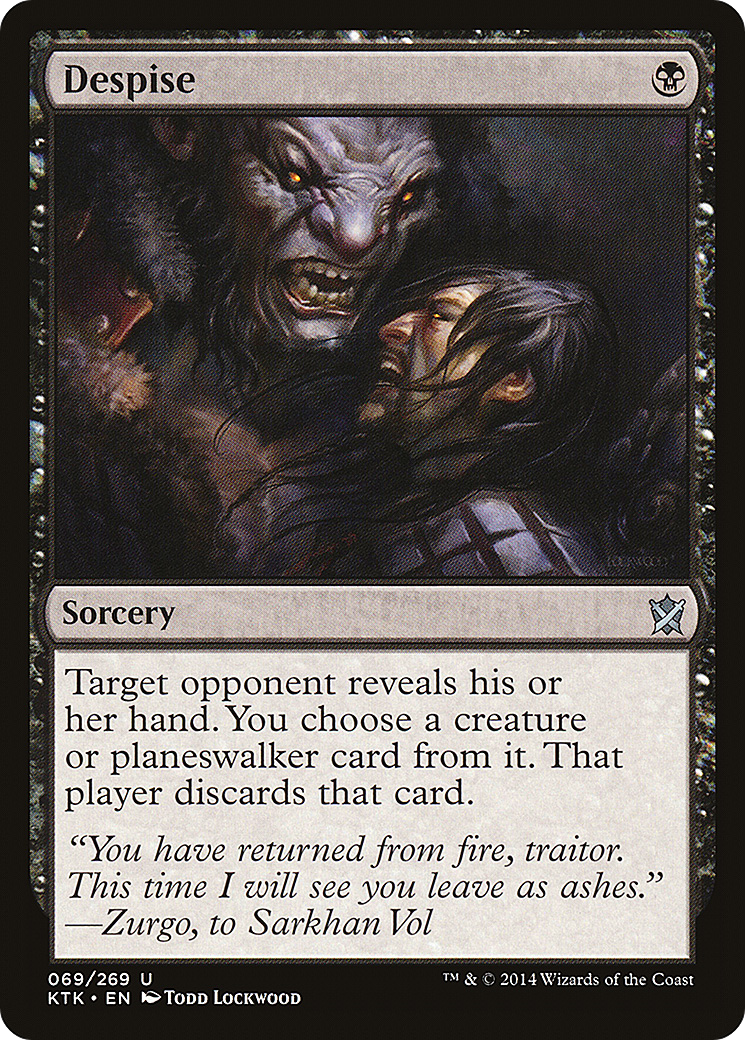 Despise
LOCKWOOD
Sorcery
Target opponent reveals his or
her hand. You choose a creature
or planeswalker card from it. That
player discards that card.
“You have returned from fire, traitor.
This time I will see you leave as ashes.”
—Zurgo, to Sarkhan Vol
069/269 U
KTK • EN Todd Lockwood
™ & © 2014 Wizards of the Coast